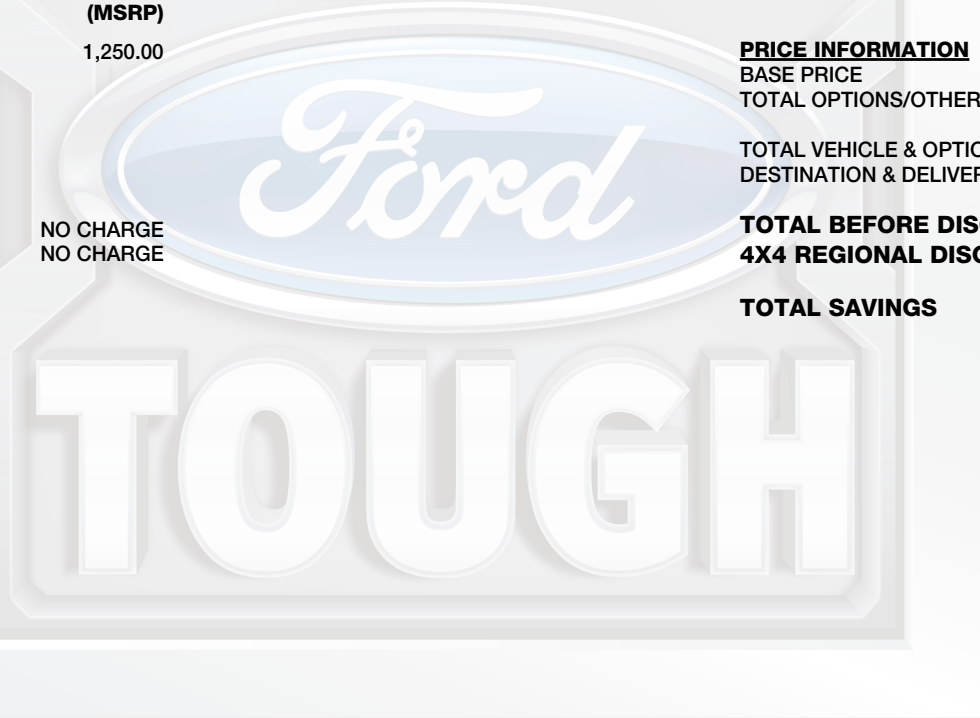 (MSRP)
1,250.00
NO CHARGE
NO CHARGE
PRICE INFORMATION
BASE PRICE
TOTAL OPTIONS/OTHER
TOTAL VEHICLE & OPTIO
DESTINATION & DELIVER
TOTAL BEFORE DIS
4X4 REGIONAL DISC
TOTAL SAVINGS
Ford
TOUGH